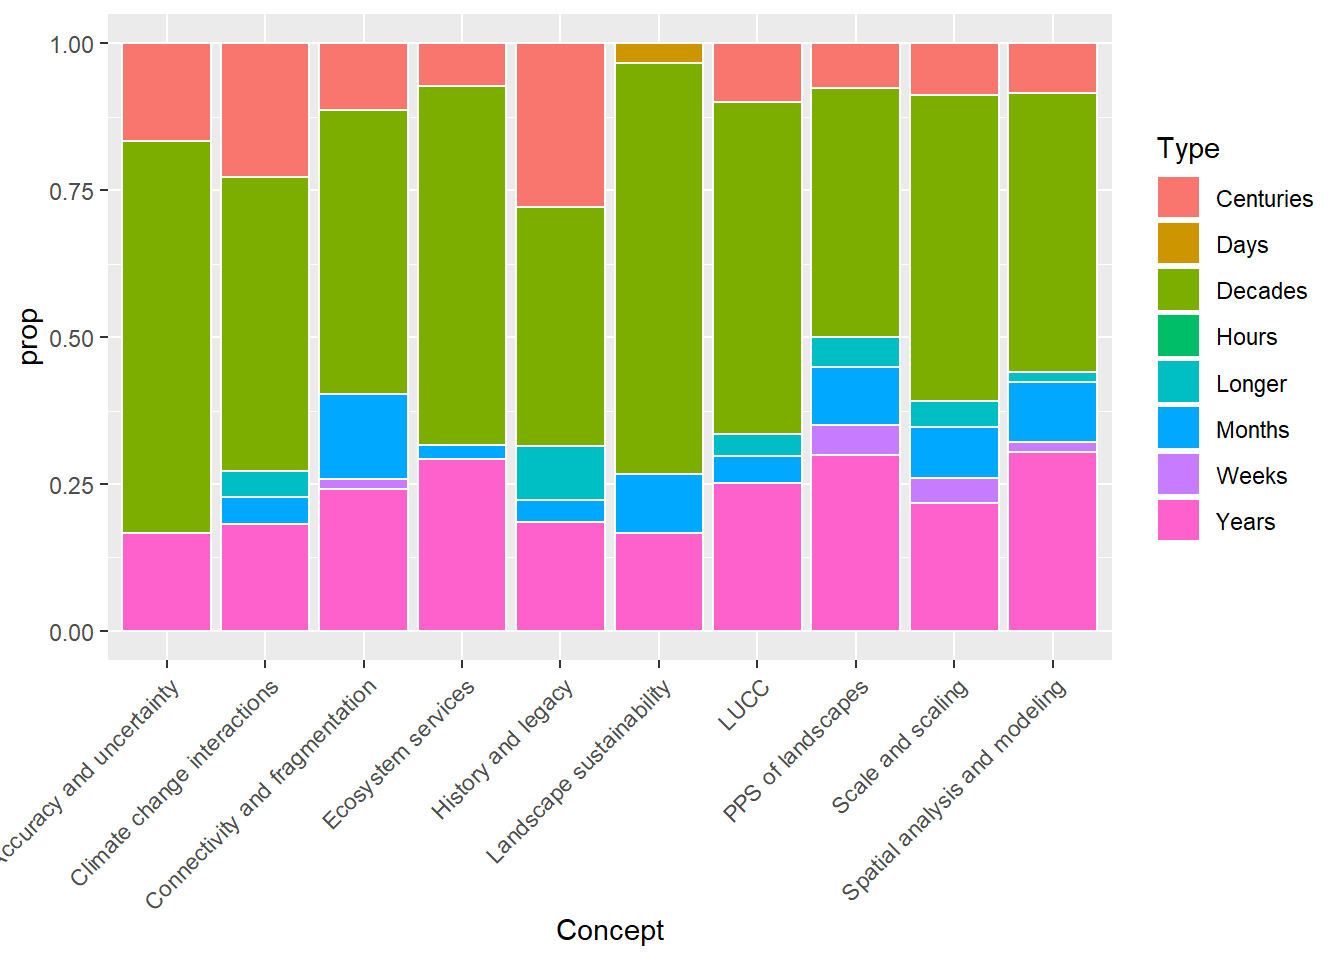 1.00
0.75
0.50
0.25
0.00
prop
Accuracy and uncertainty
Climate change interactions
Connectivity and fragmentation
Ecosystem services
History and legacy
Landscape sustainability
LUCC
PPS of landscapes
Scale and scaling
Spatial analysis and modeling
Concept
Type
Centuries
Days
Decades
Hours
Longer
Months
Weeks
Years